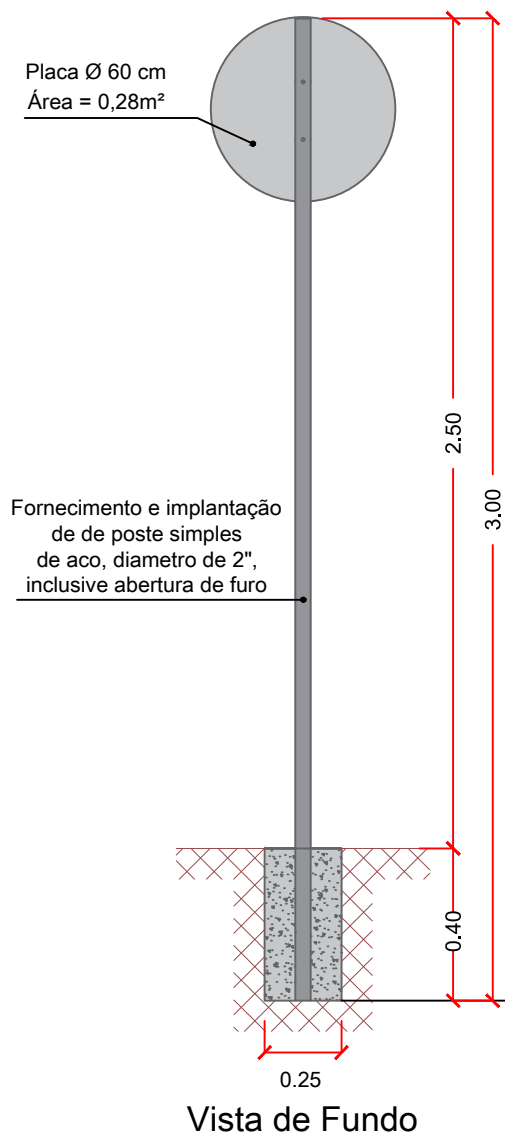 Placa Ø 60 cm
Área = 0,28m²
2.50
3.00
Fornecimento e implantação
de de poste simples
de aco, diametro de 2",
inclusive abertura de furo
0.40
0.25
Vista de Fundo